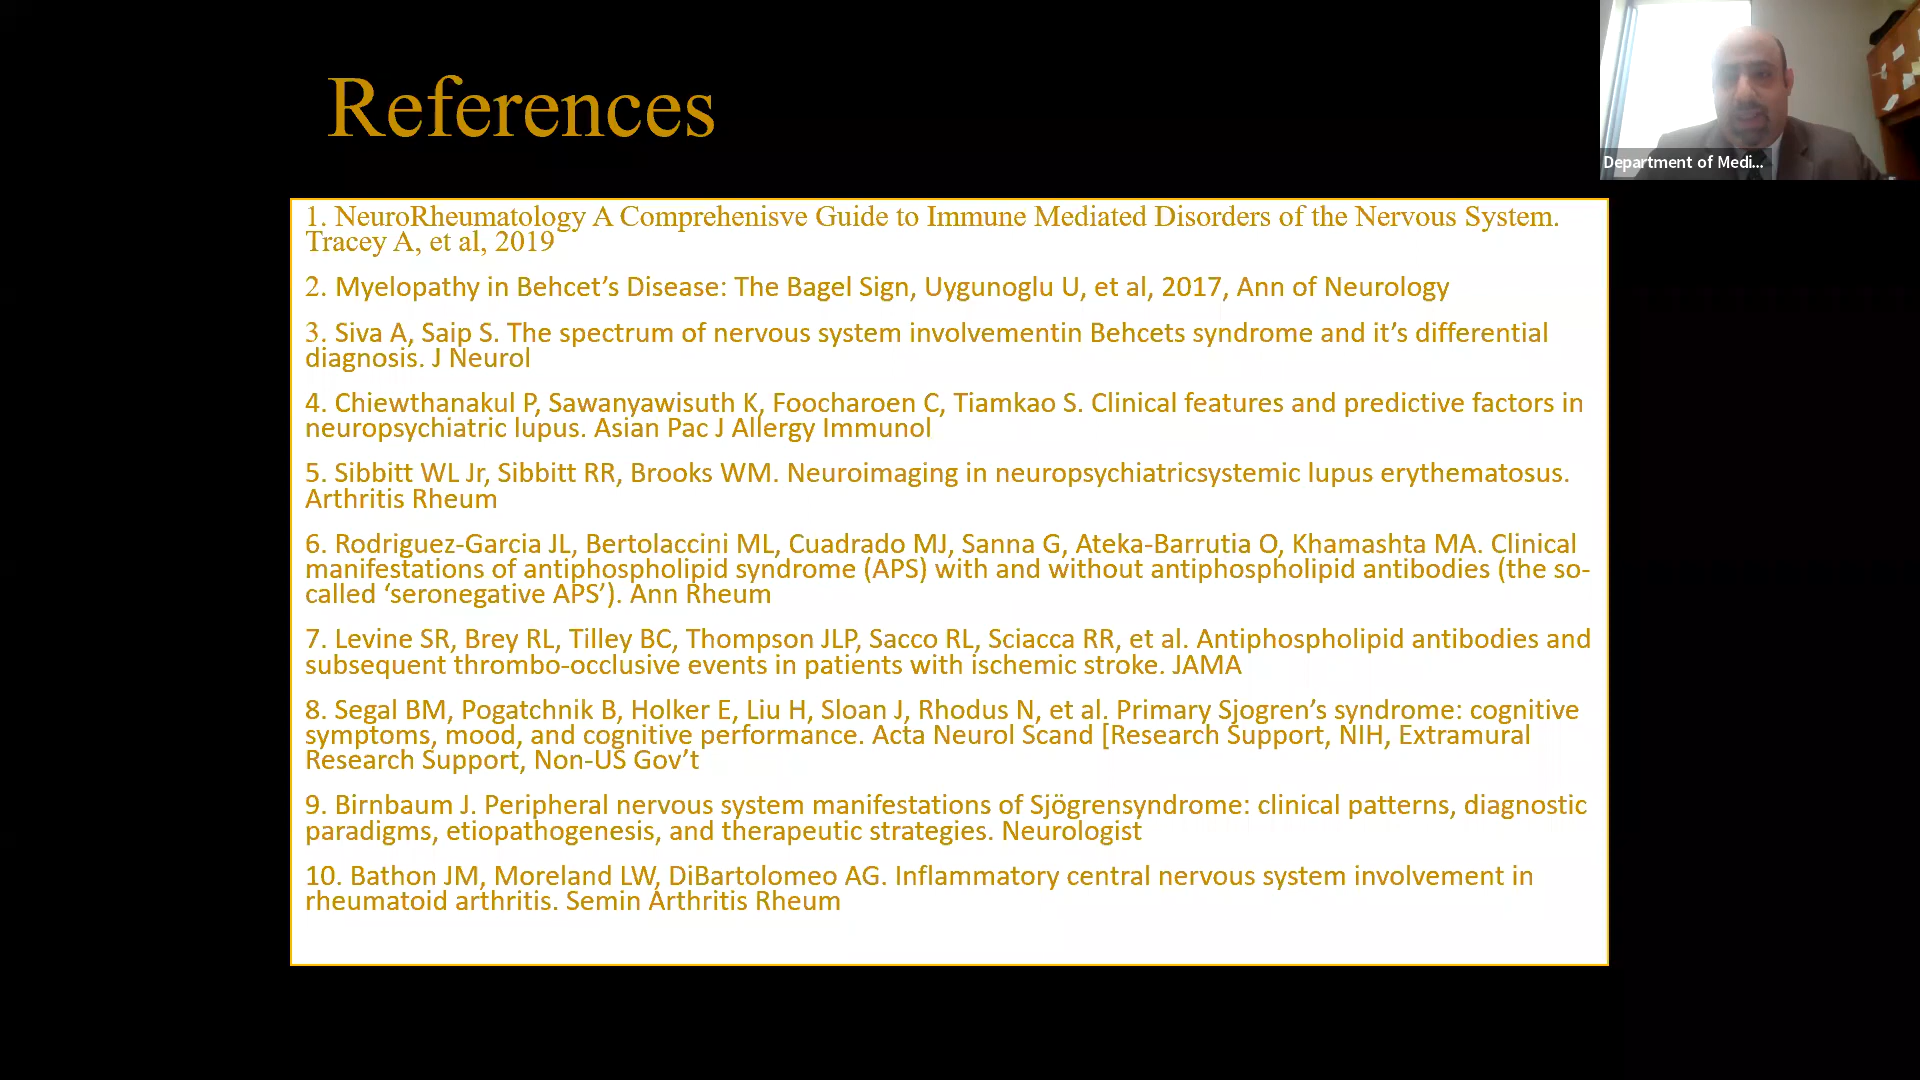 References
Department of Medi...
1. NeuroRheumatology A Comprehenisve Guide to Immune Mediated Disorders of the Nervous System.
Tracey A, et al, 2019
2. Myelopathy in Behcet’s Disease: The Bagel Sign, Uygunoglu U, et al, 2017, Ann of Neurology
3. Siva A, Saip S. The spectrum of nervous system involvementin Behcets syndrome and it’s differential
diagnosis. J Neurol
4. Chiewthanakul P, Sawanyawisuth K, Foocharoen C, Tiamkao S. Clinical features and predictive factors in
neuropsychiatric lupus. Asian Pac J Allergy Immunol
5. Sibbitt WL Jr, Sibbitt RR, Brooks WM. Neuroimaging in neuropsychiatricsystemic lupus erythematosus.
Arthritis Rheum
6. Rodriguez-Garcia JL, Bertolaccini ML, Cuadrado MJ, Sanna G, Ateka-Barrutia O, Khamashta MA. Clinical
manifestations of antiphospholipid syndrome (APS) with and without antiphospholipid antibodies (the so-
called ‘seronegative APS’). Ann Rheum
7. Levine SR, Brey RL, Tilley BC, Thompson JLP, Sacco RL, Sciacca RR, et al. Antiphospholipid antibodies and
subsequent thrombo-occlusive events in patients with ischemic stroke. JAMA
8. Segal BM, Pogatchnik B, Holker E, Liu H, Sloan J, Rhodus N, et al. Primary Sjogren’s syndrome: cognitive
symptoms, mood, and cognitive performance. Acta Neurol Scand [Research Support, NIH, Extramural
Research Support, Non-US Gov’t
9. Birnbaum J. Peripheral nervous system manifestations of Sjögrensyndrome: clinical patterns, diagnostic
paradigms, etiopathogenesis, and therapeutic strategies. Neurologist
10. Bathon JM, Moreland LW, DiBartolomeo AG. Inflammatory central nervous system involvement in
rheumatoid arthritis. Semin Arthritis Rheum